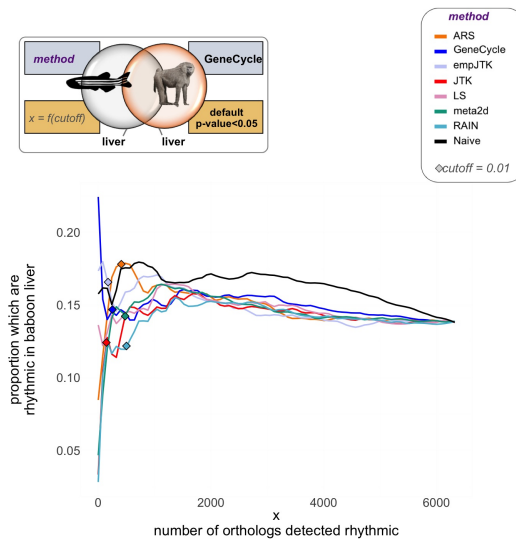 method
ARS
GeneCycle
empJTK
JTK
LS
meta2d
RAIN
Naive
cutoff = 0.01
method
GeneCycle
x = f(cutoff)
default
p-value<0.05
liver
liver
proportion which are
rhythmic in baboon liver
0.20
0.15
0.10
0.05
0
2000
4000
6000
x
number of orthologs detected rhythmic